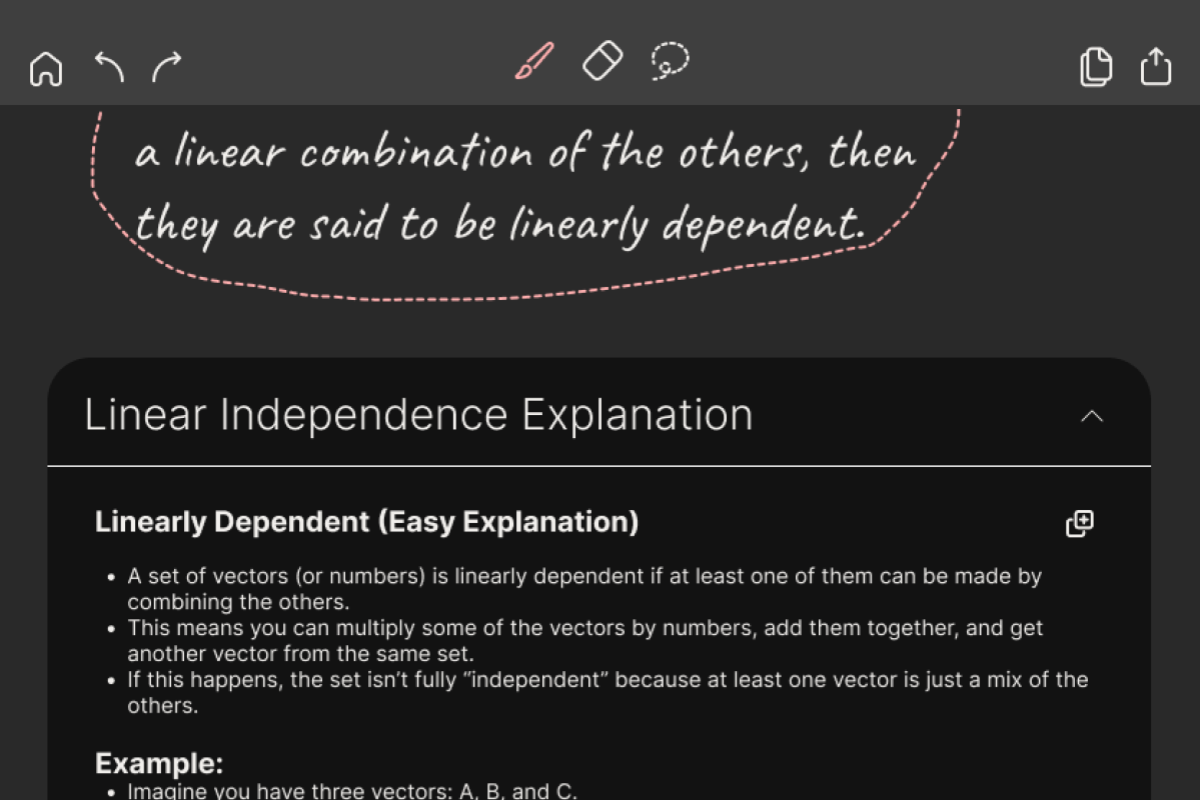 a linear combination of the others, then
they are said to be linearly dependent.
Linear Independence Explanation
Linearly Dependent (Easy Explanation)
• A set of vectors (or numbers) is linearly dependent if at least one of them can be made by
combining the others.
• This means you can multiply some of the vectors by numbers, add them together, and get
another vector from the same set.
• If this happens, the set isn’t fully “independent” because at least one vector is just a mix of the
others.
Example:
• Imagine you have three vectors: A, B, and C.